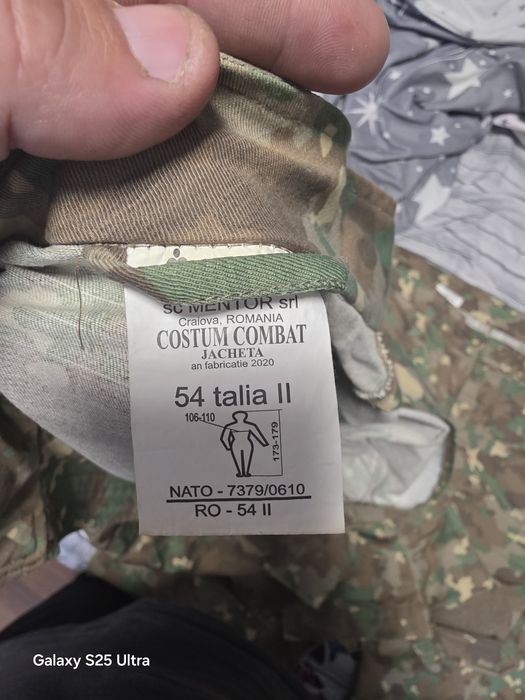 sc MENTOR srl
Craiova, ROMANIA
COSTUM COMBAT
JACHETA
an fabricatie 2020
54 talia II
106-110
173-179
NATO - 7379/0610
RO - 54 II
Galaxy S25 Ultra